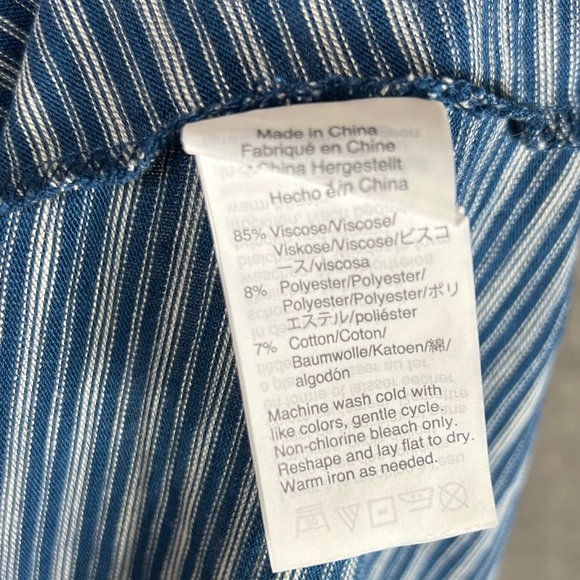 Made in China
Fabriqué en Chine
China Hergestellt
Hecho en China
85% Viscose/Viscose/
Viskose/Viscose/ビスコ
ース/viscosa
8% Polyester/Polyester/
Polyester/Polyester/ポリ
エステル/poliéster
7% Cotton/Coton/
Baumwolle/Katoen/綿/
algodón
Machine wash cold with
like colors, gentle cycle.
Non-chlorine bleach only.
Reshape and lay flat to dry.
Warm iron as needed.
30